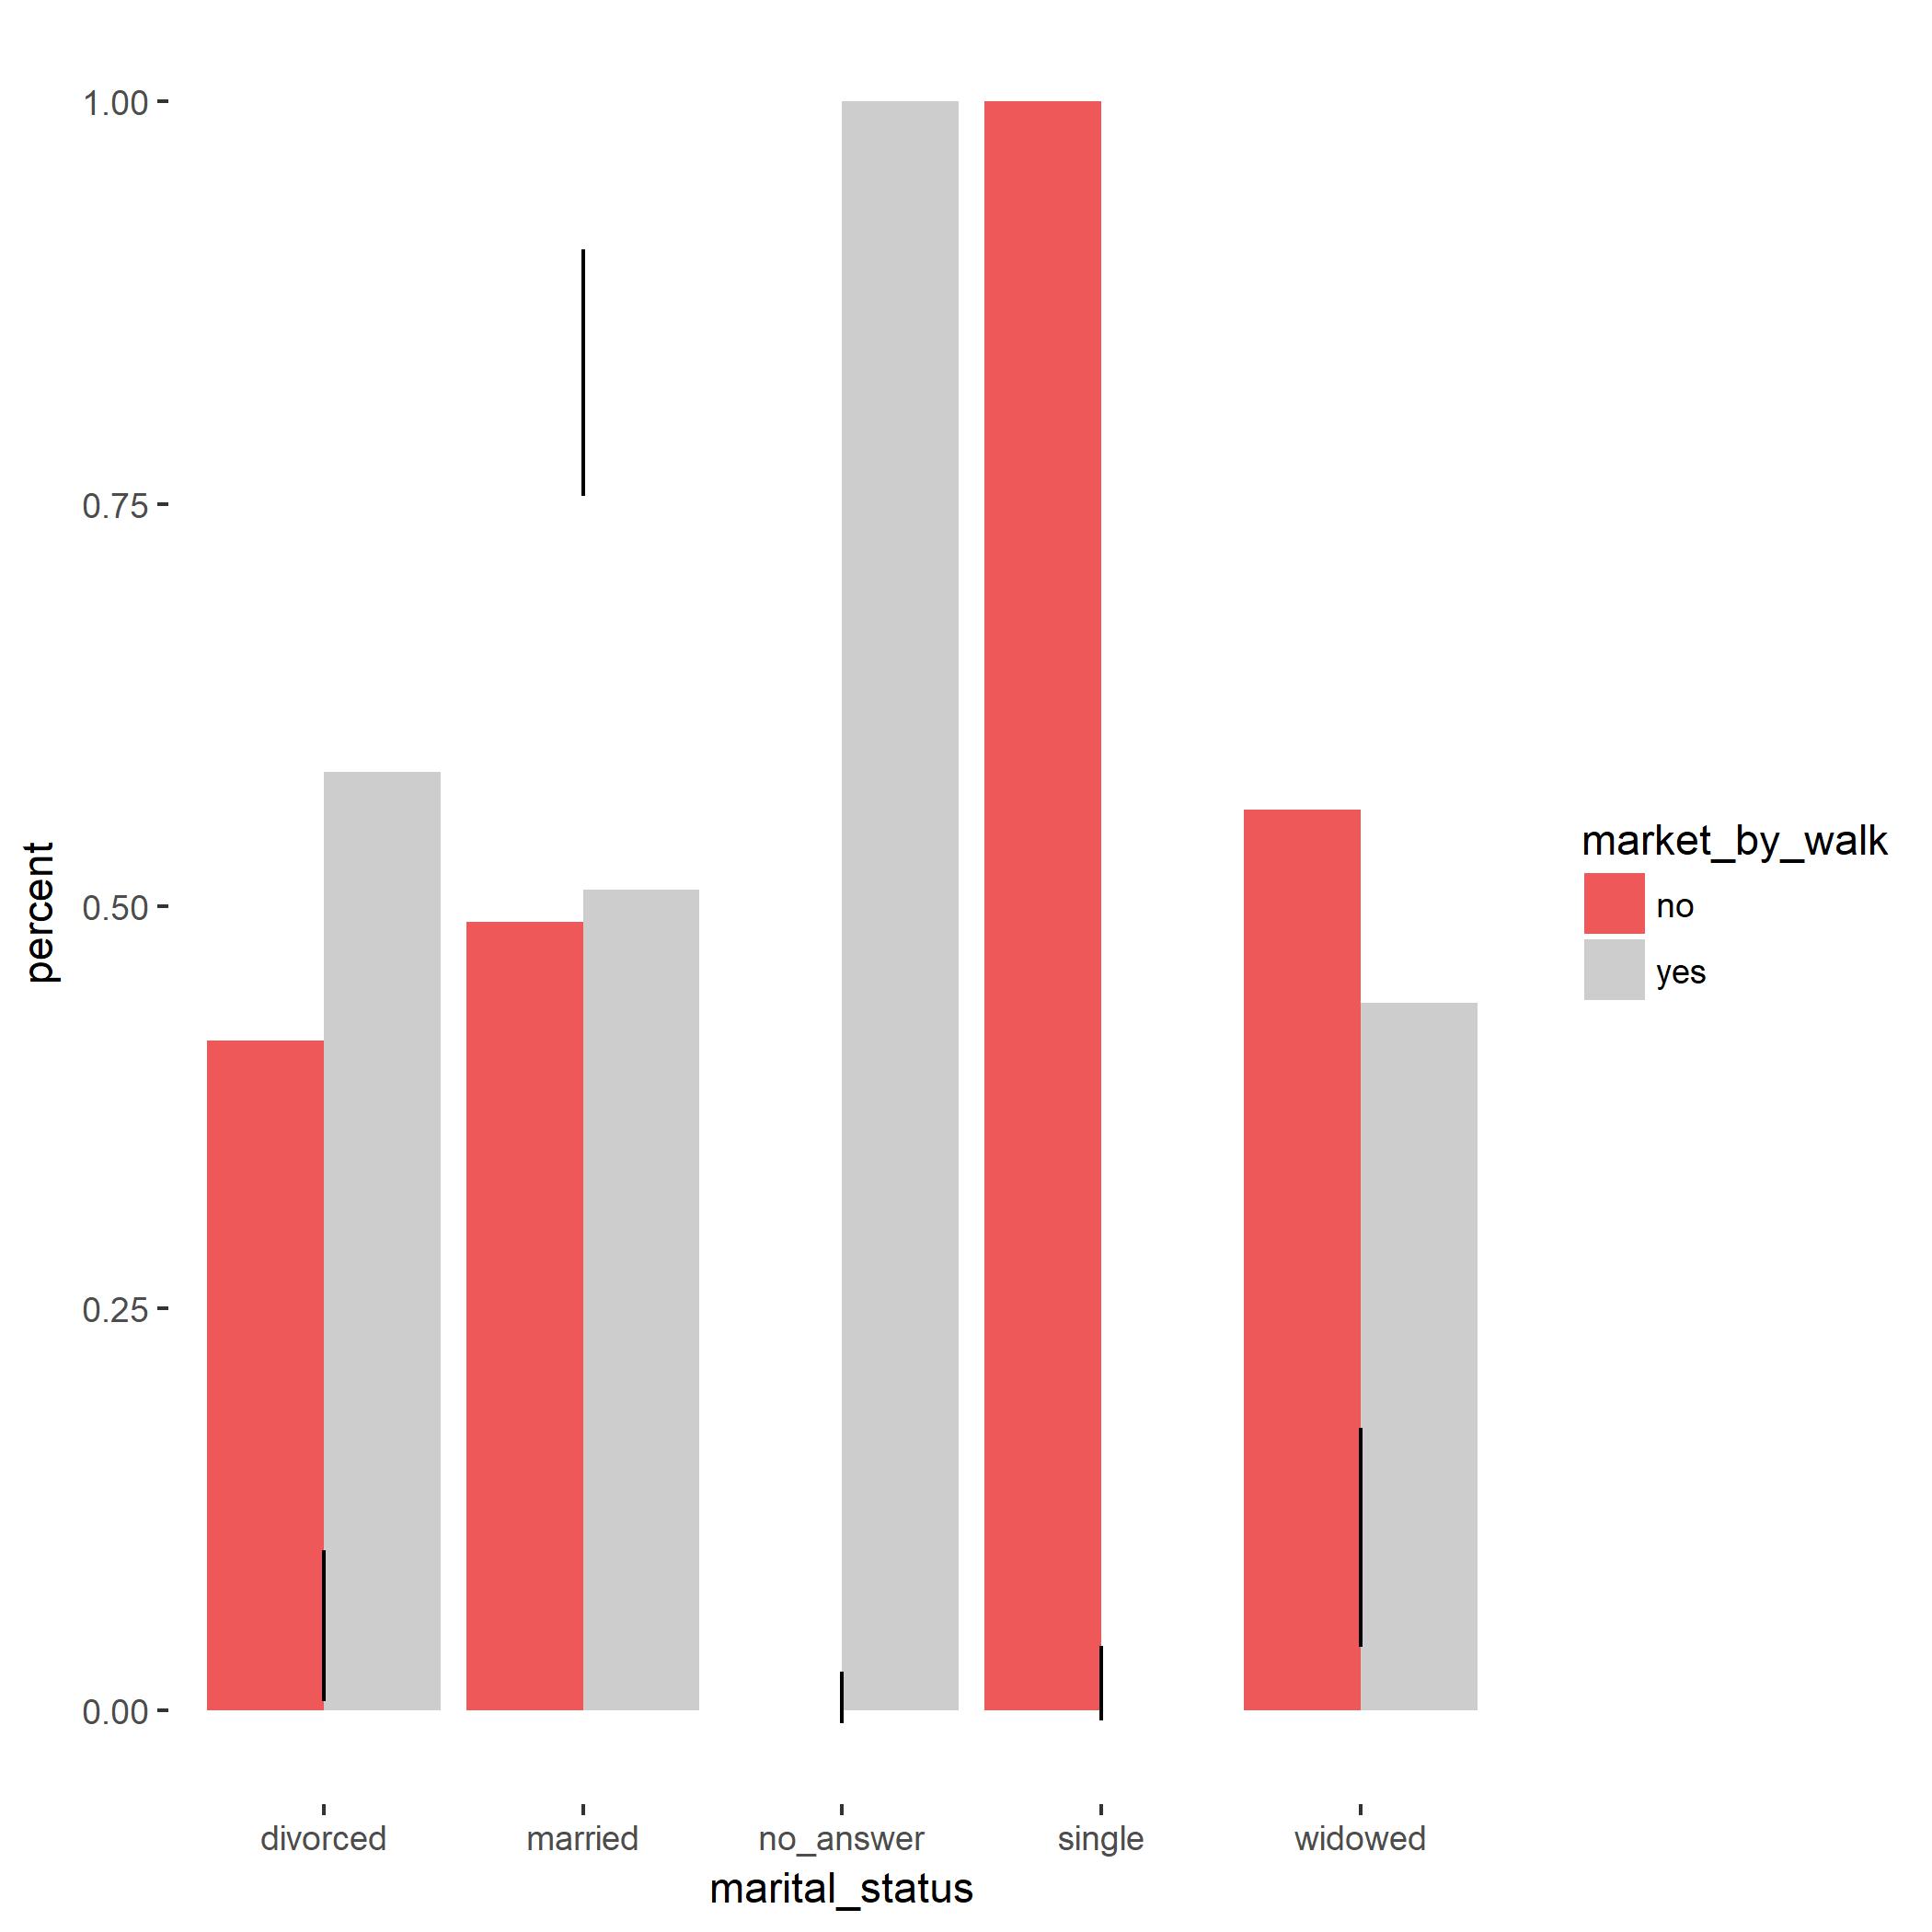 1.00
0.75
0.50
0.25
0.00
percent
divorced married no_answer single widowed
marital_status
market_by_walk
no
yes